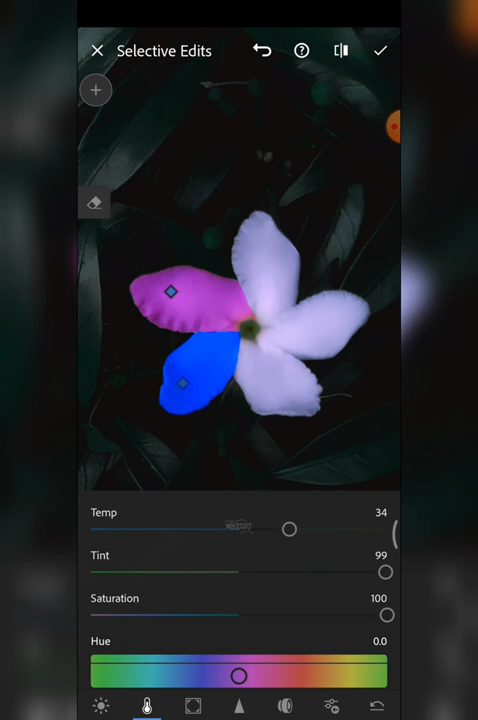 Selective Edits
Temp 34
Tint 99
Saturation 100
Hue 0.0